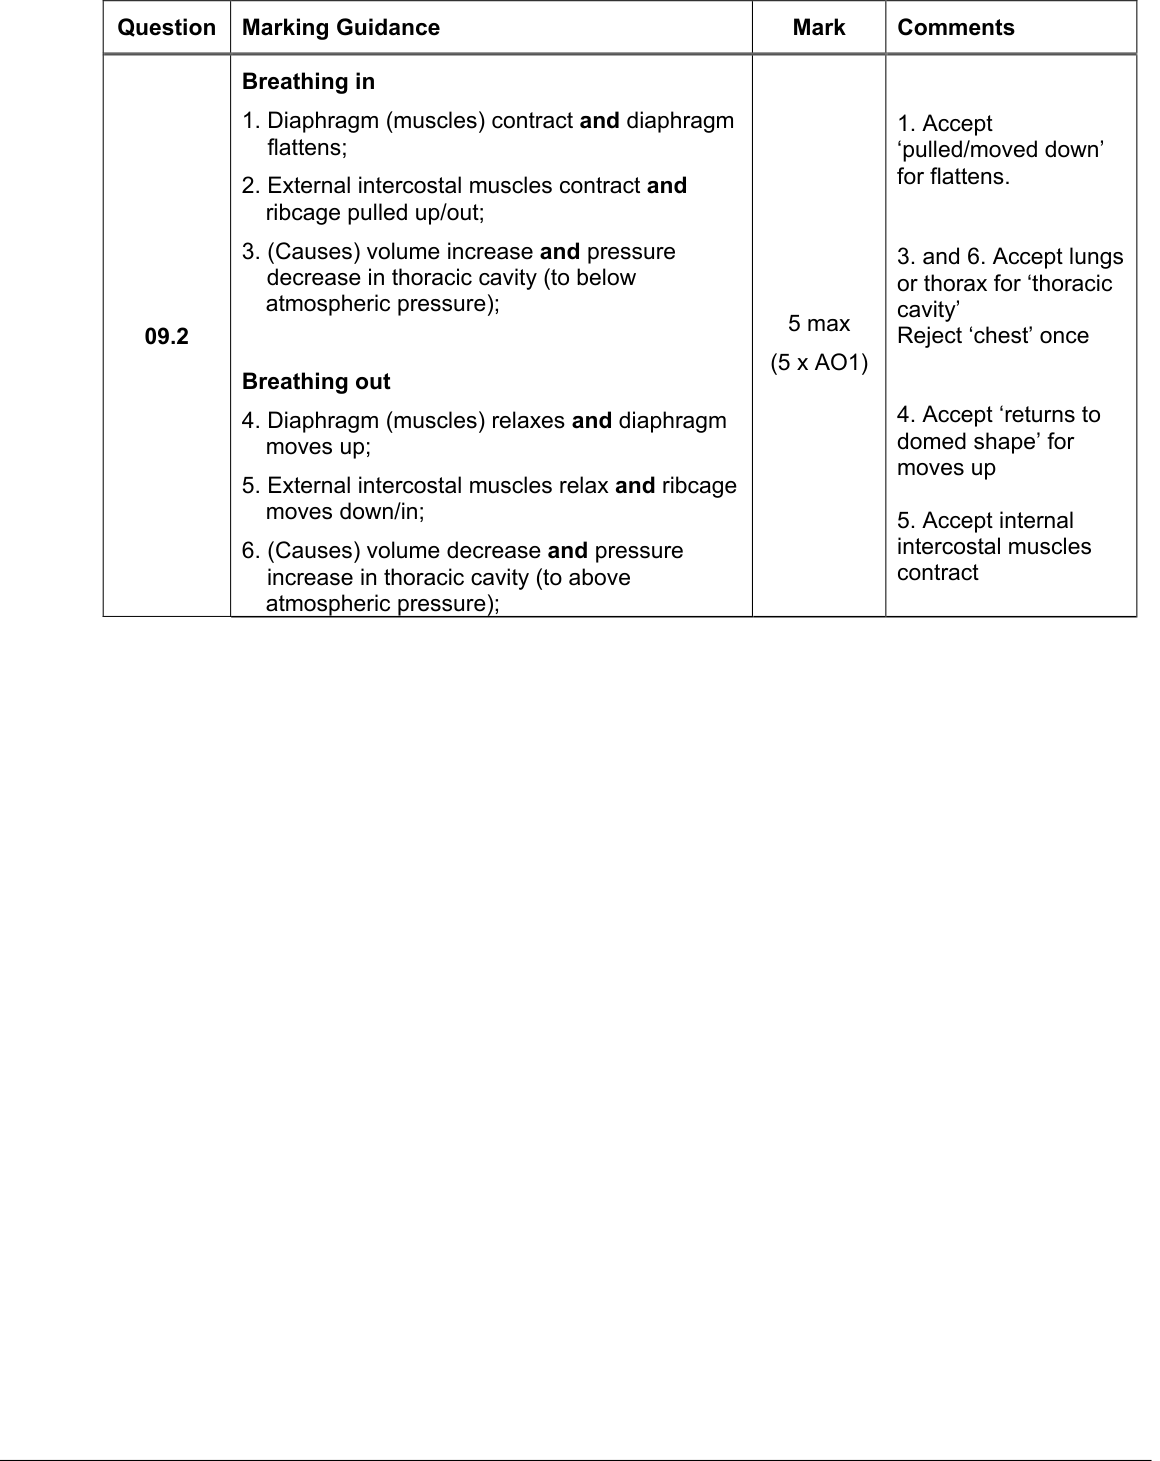 Question Marking Guidance Mark Comments
09.2
Breathing in
1. Diaphragm (muscles) contract and diaphragm
flattens;
2. External intercostal muscles contract and
ribcage pulled up/out;
3. (Causes) volume increase and pressure
decrease in thoracic cavity (to below
atmospheric pressure);
Breathing out
4. Diaphragm (muscles) relaxes and diaphragm
moves up;
5. External intercostal muscles relax and ribcage
moves down/in;
6. (Causes) volume decrease and pressure
increase in thoracic cavity (to above
atmospheric pressure);
5 max
(5 x AO1)
1. Accept
‘pulled/moved down’
for flattens.
3. and 6. Accept lungs
or thorax for ‘thoracic
cavity’
Reject ‘chest’ once
4. Accept ‘returns to
domed shape’ for
moves up
5. Accept internal
intercostal muscles
contract